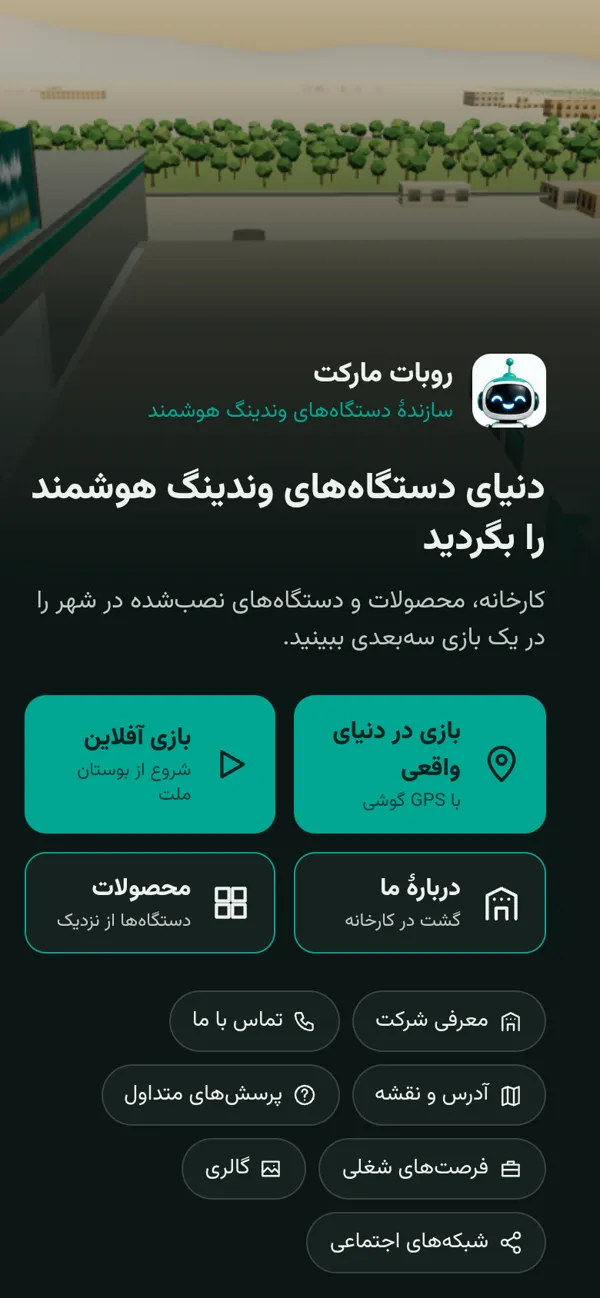 روبات مارکت
سازندهٔ دستگاه‌های وندینگ هوشمند
دنیای دستگاه‌های وندینگ هوشمند
را بگردید
کارخانه، محصولات و دستگاه‌های نصب‌شده در شهر را
در یک بازی سه‌بعدی ببینید.
بازی در دنیای
واقعی
با GPS گوشی
بازی آفلاین
شروع از بوستان
ملت
دربارهٔ ما
گشت در کارخانه
محصولات
دستگاه‌ها از نزدیک
معرفی شرکت
تماس با ما
آدرس و نقشه
پرسش‌های متداول
فرصت‌های شغلی
گالری
شبکه‌های اجتماعی